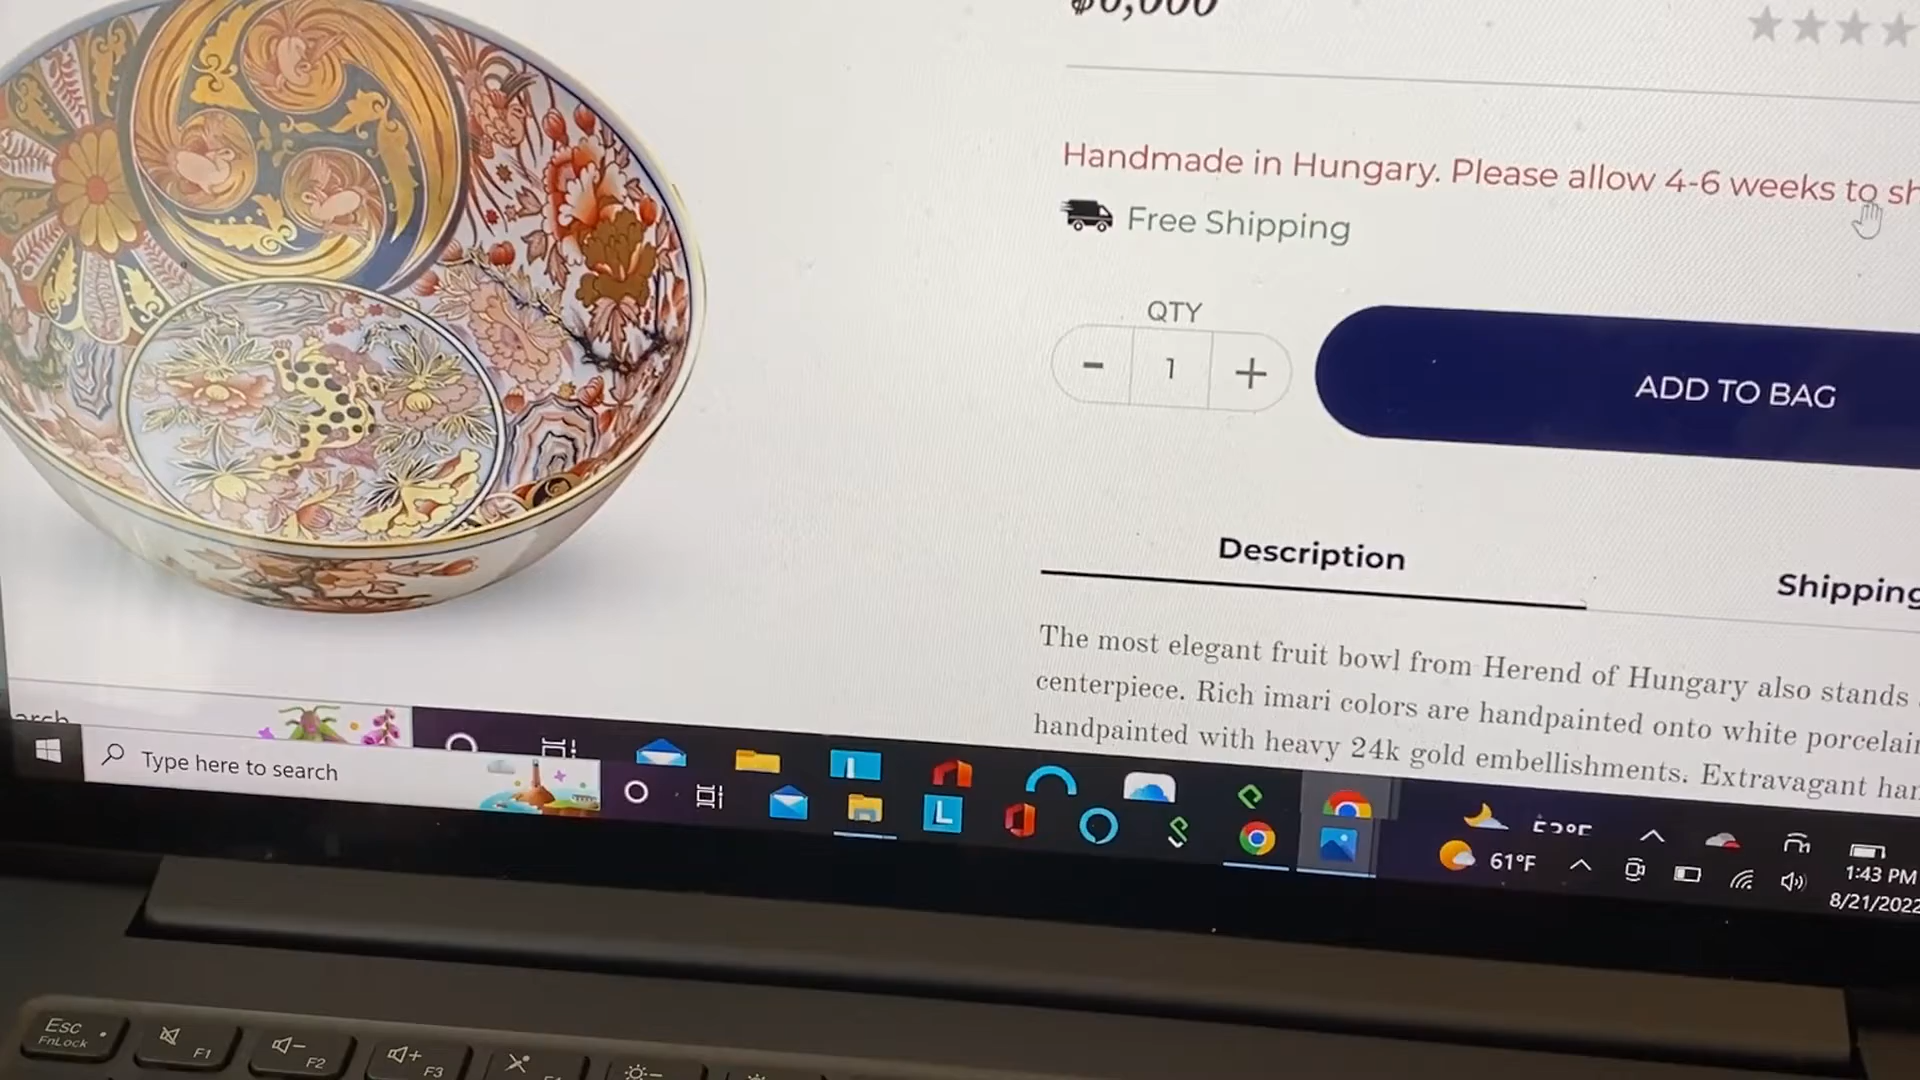 Handmade in Hungary. Please allow 4-6 weeks to
Free Shipping
QTY
- 1 +
ADD TO BAG
Description
Shipping
The most elegant fruit bowl from Herend of Hungary also stands
centerpiece. Rich imari colors are handpainted onto white porcelain
handpainted with heavy 24k gold embellishments. Extravagant
Type here to search
L
61°F
1:43 PM
8/21/2022
Esc
FnLock
F1
F2
F3